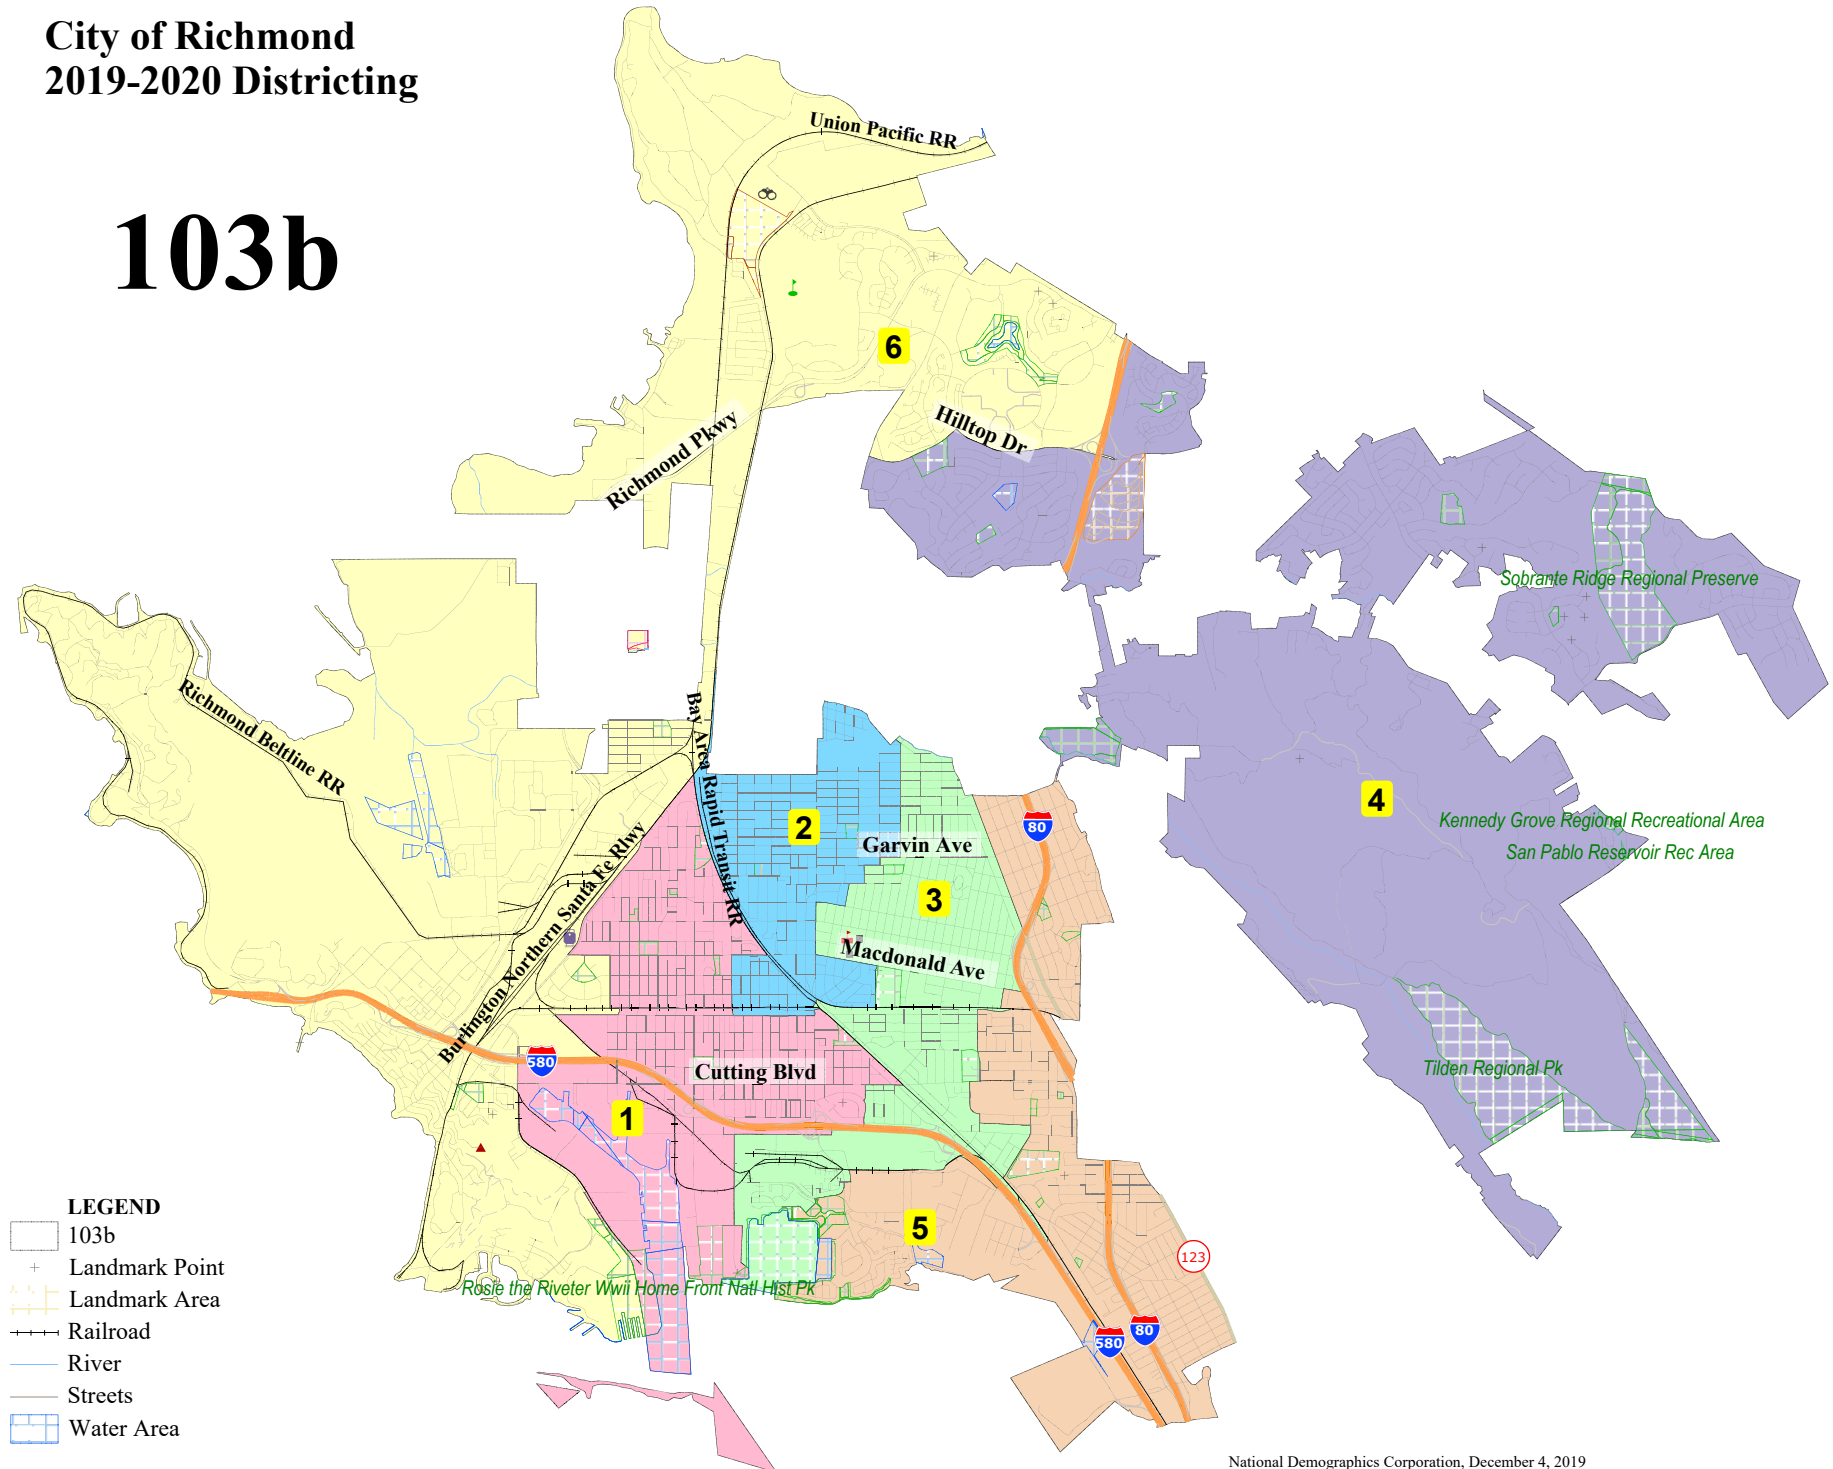 City of Richmond
2019-2020 Districting
103b
Union Pacific RR
6
Hilltop Dr
Richmond Pkwy
Sobrante Ridge Regional Preserve
Richmond Beltline RR
Bay Area Rapid Transit RR
4
80
2
Garvin Ave
Kennedy Grove Regional Recreational Area
San Pablo Reservoir Rec Area
3
Burlington Northern Santa Fe Rlwy
Macdonald Ave
580
Cutting Blvd
Tilden Regional Pk
1
5
123
Rosie the Riveter Wwii Home Front Natl Hist Pk
580
80
LEGEND
103b
Landmark Point
Landmark Area
Railroad
River
Streets
Water Area
National Demographics Corporation, December 4, 2019